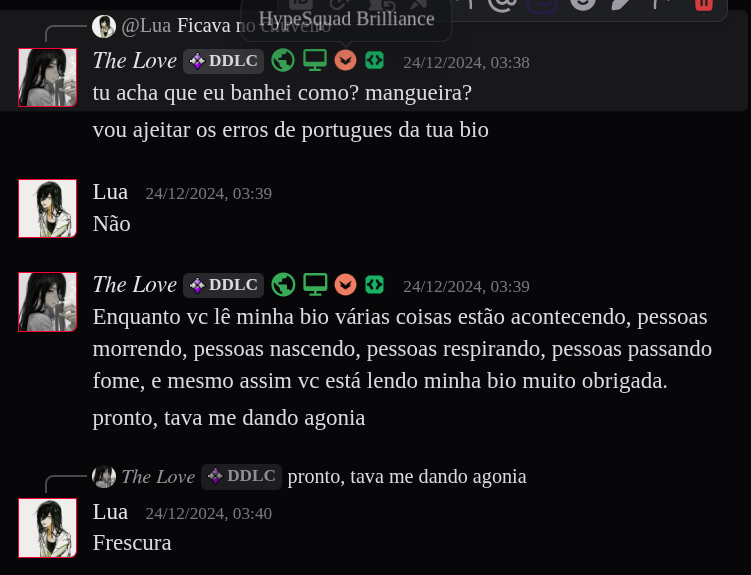 HypeSquad Brilliance
@Lua Ficava no chuveiro
The Love DDLC 24/12/2024, 03:38
tu acha que eu banhei como? mangueira?
vou ajeitar os erros de portugues da tua bio
Lua 24/12/2024, 03:39
Não
The Love DDLC 24/12/2024, 03:39
Enquanto vc lê minha bio várias coisas estão acontecendo, pessoas
morrendo, pessoas nascendo, pessoas respirando, pessoas passando
fome, e mesmo assim vc está lendo minha bio muito obrigada.
pronto, tava me dando agonia
The Love DDLC pronto, tava me dando agonia
Lua 24/12/2024, 03:40
Frescura